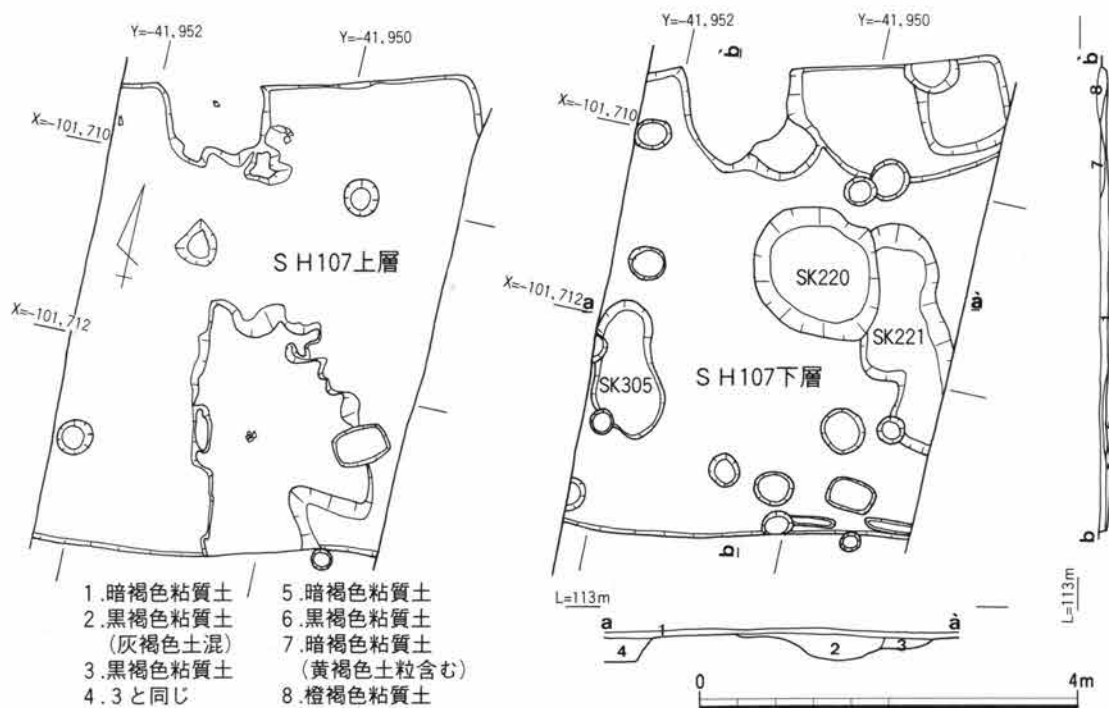 Y=-41,952
Y=-41,950
X=-101,710
ＳＨ107上層
X=-101,712
Y=-41,952
Y=-41,950
b̀
b̀
8
X=-101,710
7
SK220
X=-101,712
a
à
1
SK221
SK305
ＳＨ107下層
b
b
1.暗褐色粘質土
2.黒褐色粘質土
(灰褐色土混)
3.黒褐色粘質土
4.3と同じ
5.暗褐色粘質土
6.黒褐色粘質土
7.暗褐色粘質土
(黄褐色土粒含む)
8.橙褐色粘質土
L=113m
L=113m
a
1
à
4
2
3
0
4m